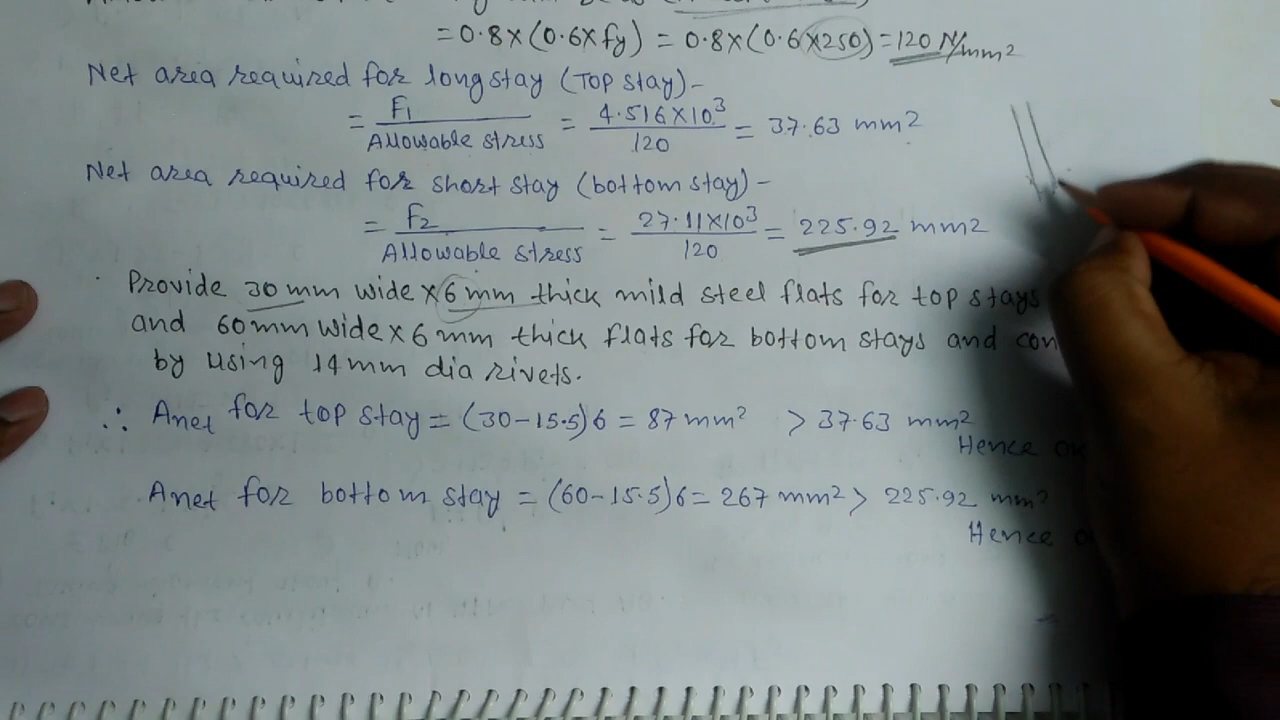 = 0.8×(0.6×fy) = 0.8×(0.6×250) = 120 N/mm²
Net area required for long stay (Top stay)-
= F1 / Allowable stress = 4.516×10³ / 120 = 37.63 mm²
Net area required for short stay (bottom stay)-
= F2 / Allowable stress = 27.11×10³ / 120 = 225.92 mm²
Provide 30 mm wide × 6 mm thick mild steel flats for top stays
and 60mm wide × 6 mm thick flats for bottom stays and con
by using 14 mm dia rivets.
∴ Anet for top stay = (30-15.5)6 = 87 mm² > 37.63 mm²
Hence
Anet for bottom stay = (60-15.5)6 = 267 mm² > 225.92 mm²
Hence